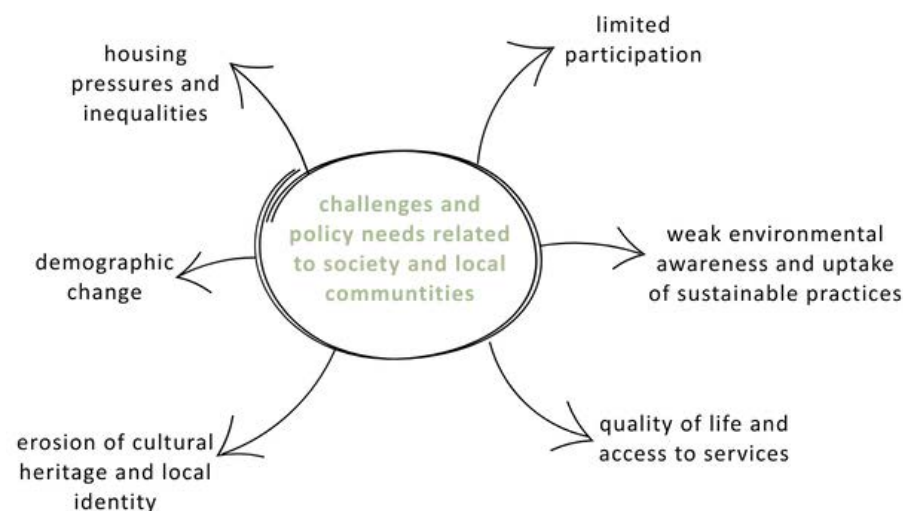 housing
pressures and
inequalities
limited
participation
challenges and
policy needs related
to society and local
communtities
demographic
change
weak environmental
awareness and uptake
of sustainable practices
erosion of cultural
heritage and local
identity
quality of life and
access to services